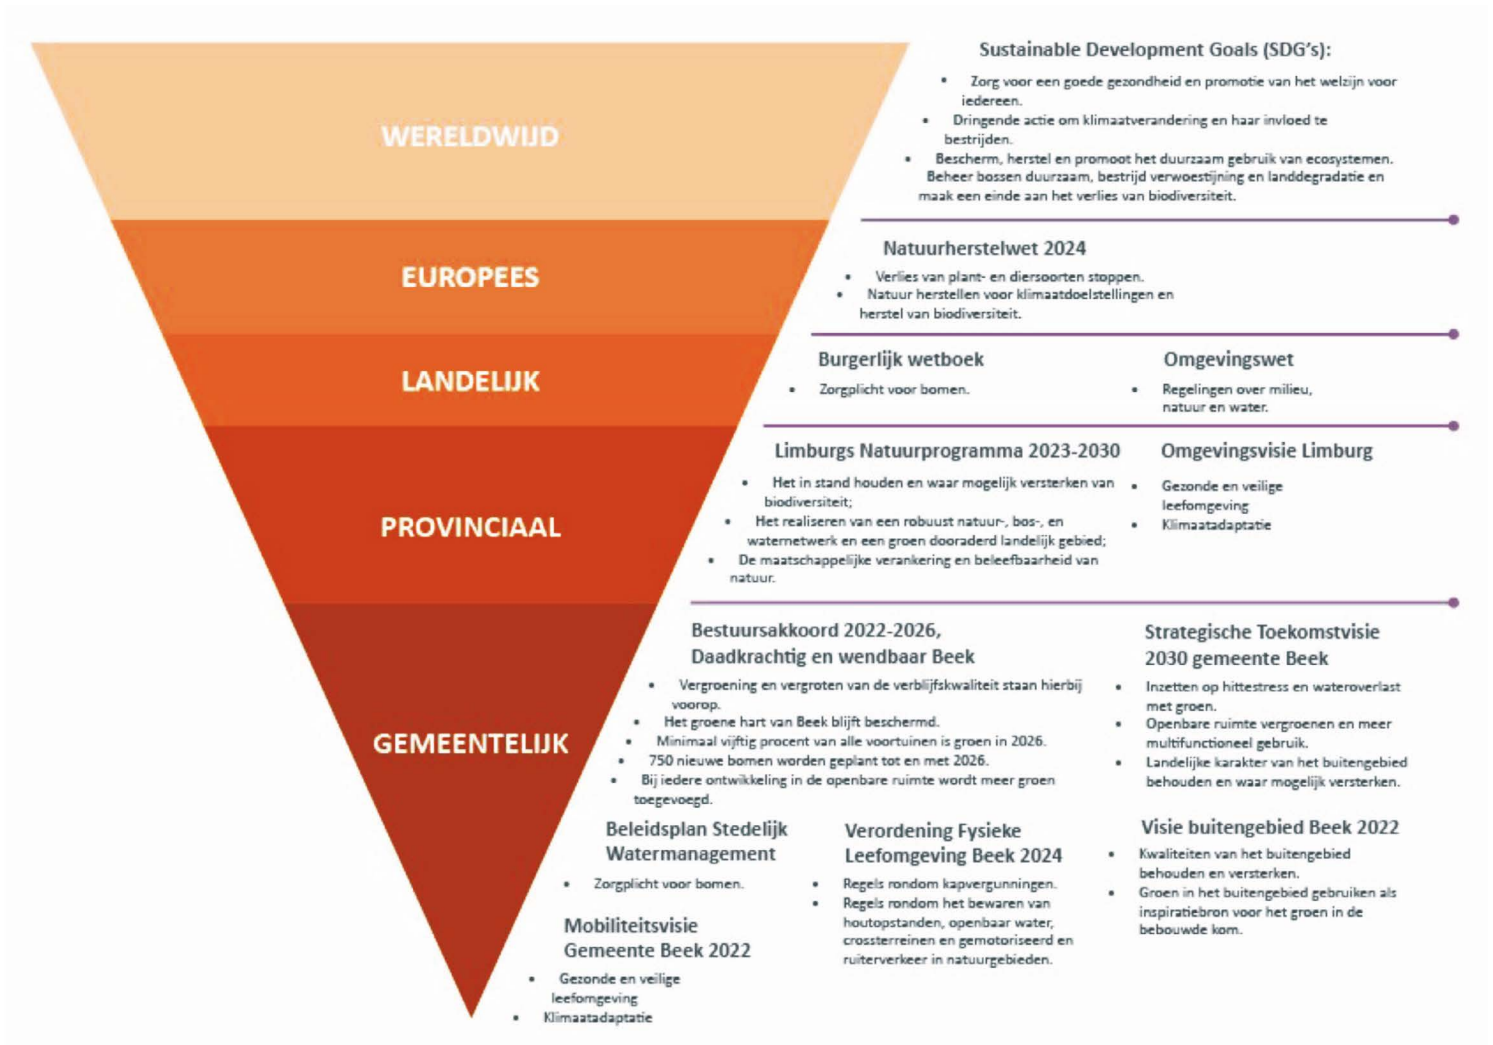 WERELDWIJD
Sustainable Development Goals (SDG's):
• Zorg voor een goede gezondheid en promotie van het welzijn voor
iedereen.
• Dringende actie om klimaatverandering en haar invloed te
bestrijden.
• Bescherm, herstel en promoot het duurzaam gebruik van ecosystemen.
Beheer bossen duurzaam, bestrijd verwoestijning en landdegradatie en
maak een einde aan het verlies van biodiversiteit.
EUROPEES
Natuurherstelwet 2024
• Verlies van plant- en diersoorten stoppen.
• Natuur herstellen voor klimaatdoelstellingen en
herstel van biodiversiteit.
LANDELIJK
Burgerlijk wetboek
• Zorgplicht voor bomen.
Omgevingswet
• Regelingen over milieu,
natuur en water.
PROVINCIAAL
Limburgs Natuurprogramma 2023-2030
• Het in stand houden en waar mogelijk versterken van
biodiversiteit;
• Het realiseren van een robuust natuur-, bos-, en
waternetwerk en een groen dooraderd landelijk gebied;
• De maatschappelijke verankering en beleefbaarheid van
natuur.
Omgevingsvisie Limburg
• Gezonde en veilige
leefomgeving
• Klimaatadaptatie
GEMEENTELIJK
Bestuursakkoord 2022-2026,
Daadkrachtig en wendbaar Beek
• Vergroening en vergroten van de verblijfskwaliteit staan hierbij
voorop.
• Het groene hart van Beek blijft beschermd.
• Minimaal vijftig procent van alle voortuinen is groen in 2026.
• 750 nieuwe bomen worden geplant tot en met 2026.
• Bij iedere ontwikkeling in de openbare ruimte wordt meer groen
toegevoegd.
Strategische Toekomstvisie
2030 gemeente Beek
• Inzetten op hittestress en wateroverlast
met groen.
• Openbare ruimte vergroenen en meer
multifunctioneel gebruik.
• Landelijke karakter van het buitengebied
behouden en waar mogelijk versterken.
Beleidsplan Stedelijk
Watermanagement
• Zorgplicht voor bomen.
Mobiliteitsvisie
Gemeente Beek 2022
• Gezonde en veilige
leefomgeving
• Klimaatadaptatie
Verordening Fysieke
Leefomgeving Beek 2024
• Regels rondom kapvergunningen.
• Regels rondom het bewaren van
houtopstanden, openbaar water,
crossterreinen en gemotoriseerd en
ruiterverkeer in natuurgebieden.
Visie buitengebied Beek 2022
• Kwaliteiten van het buitengebied
behouden en versterken.
• Groen in het buitengebied gebruiken als
inspiratiebron voor het groen in de
bebouwde kom.